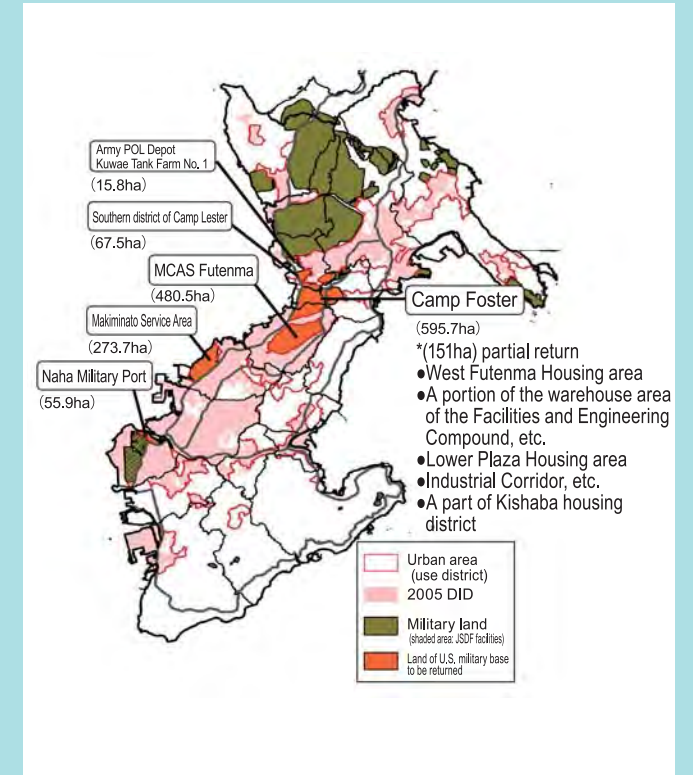 Army POL Depot
Kuwae Tank Farm No. 1
(15.8ha)
Southern district of Camp Lester
(67.5ha)
MCAS Futenma
(480.5ha)
Makiminato Service Area
(273.7ha)
Naha Military Port
(55.9ha)
Camp Foster
(595.7ha)
*(151ha) partial return
●West Futenma Housing area
●A portion of the warehouse area
of the Facilities and Engineering
Compound, etc.
●Lower Plaza Housing area
●Industrial Corridor, etc.
●A part of Kishaba housing
district
Urban area
(use district)
2005 DID
Military land
(shaded area: JSDF facilities)
Land of U.S, military base
to be returned